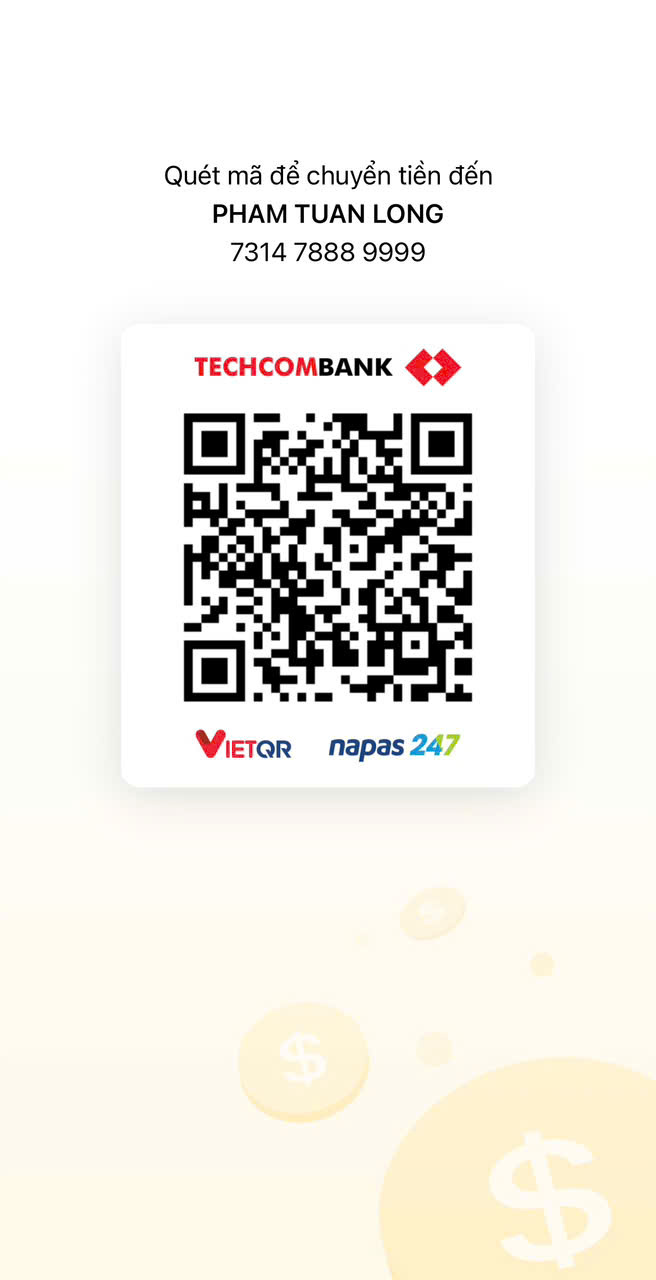 Quét mã để chuyển tiền đến
PHAM TUAN LONG
7314 7888 9999
TECHCOMBANK
VIETQR
napas 247
$
$
$